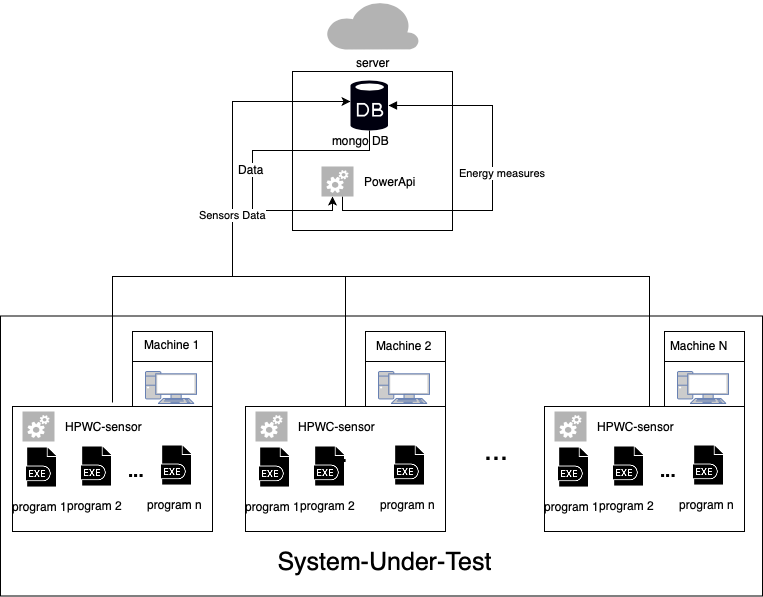 server
DB
mongo DB
Data
PowerApi
Energy measures
Sensors Data
Machine 1
Machine 2
Machine N
HPWC-sensor
HPWC-sensor
HPWC-sensor
EXE
EXE
...
EXE
EXE
EXE
...
EXE
EXE
EXE
...
EXE
program 1
program 2
program n
program 1
program 2
program n
program 1
program 2
program n
System-Under-Test